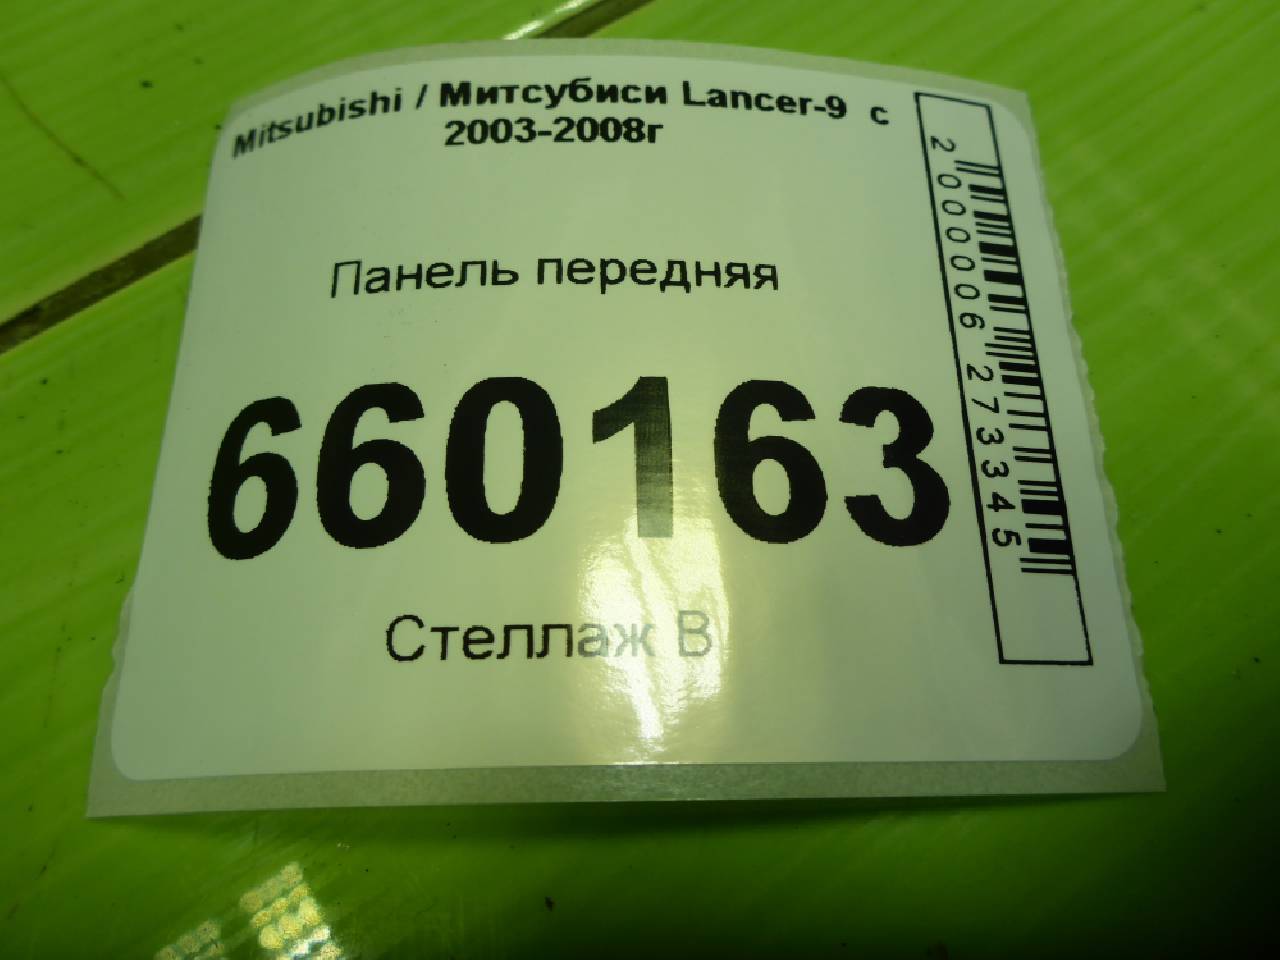 Mitsubishi / Митсубиси Lancer-9 с
2003-2008г
Панель передняя
660163
Стеллаж В
2000006273345